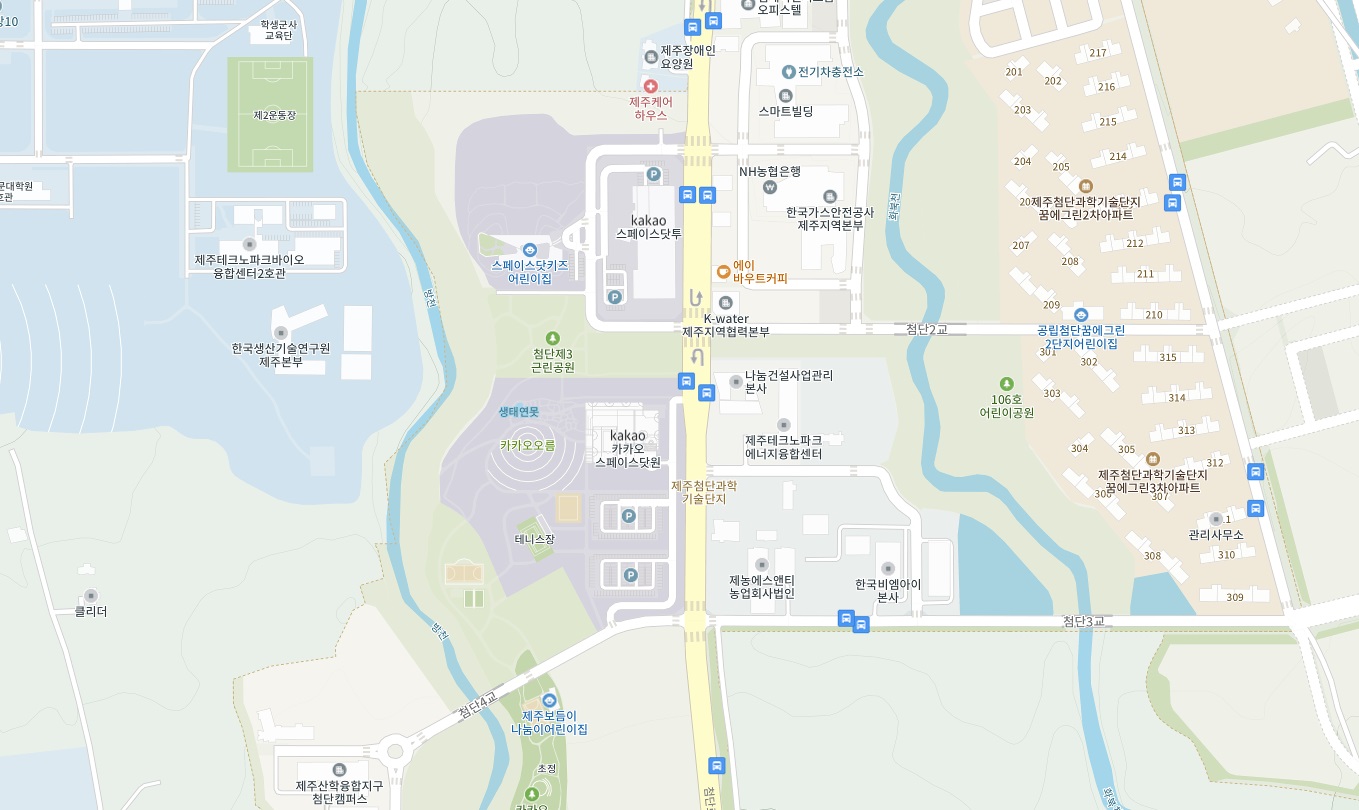 학생군사
교육단
오피스텔
제주장애인
요양원
217
201
전기차충전소
202
216
제주케어
하우스
203
스마트빌딩
제2운동장
215
214
204
205
NH농협은행
P
제주첨단과학기술단지
꿈에그린2차아파트
한국가스안전공사
제주지역본부
화북천
kakao
스페이스닷투
207
212
208
제주테크노파크바이오
융합센터2호관
스페이스닷키즈
어린이집
에이
바우트커피
211
방천
P
209
210
K-water
제주지역협력본부
첨단2교
공립첨단꿈에그린
2단지어린이집
한국생산기술연구원
제주본부
첨단제3
근린공원
301
302
315
나눔건설사업관리
본사
303
314
106호
어린이공원
생태연못
카카오오름
kakao
카카오
스페이스닷원
제주테크노파크
에너지융합센터
313
304
305
312
제주첨단과학기술단지
꿈에그린3차아파트
제주첨단과학
기술단지
306
307
P
관리사무소
테니스장
308
310
P
제농에스앤티
농업회사법인
한국비엠아이
본사
309
클리더
첨단3교
방천
첨단4교
제주보듬이
나눔이어린이집
초정
제주산학융합지구
첨단캠퍼스